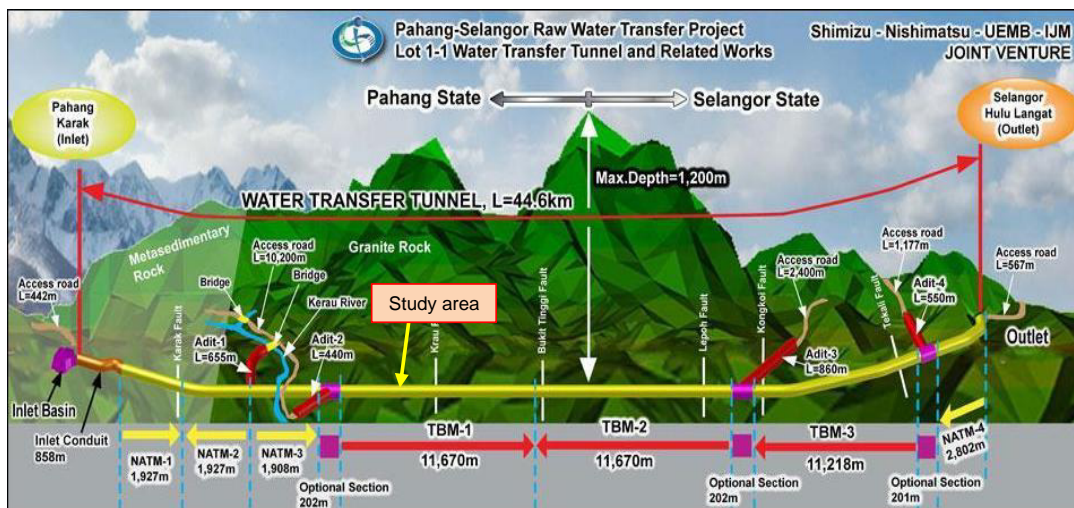 Pahang-Selangor Raw Water Transfer Project
Lot 1-1 Water Transfer Tunnel and Related Works
Shimizu - Nishimatsu - UEMB - IJM
JOINT VENTURE
Pahang State
Selangor State
Pahang
Karak
(Inlet)
Selangor
Hulu Langat
(Outlet)
Max.Depth=1,200m
WATER TRANSFER TUNNEL, L=44.6km
Metasedimentary
Rock
Granite Rock
Access road
L=442m
Access road
L=10,200m
Bridge
Bridge
Kerau River
Study area
Access road
L=2,400m
Access road
L=1,177m
Access road
L=567m
Karak Fault
Adit-1
L=655m
Adit-2
L=440m
Krau
Bukit Tinggi Fault
Lepoh Fault
Kongkoi Fault
Tekali Fault
Adit-3
L=860m
Adit-4
L=550m
Outlet
Inlet Basin
Inlet Conduit
858m
NATM-1
1,927m
NATM-2
1,927m
NATM-3
1,908m
Optional Section
202m
TBM-1
11,670m
TBM-2
11,670m
Optional Section
202m
TBM-3
11,218m
Optional Section
201m
NATM-4
2,802m